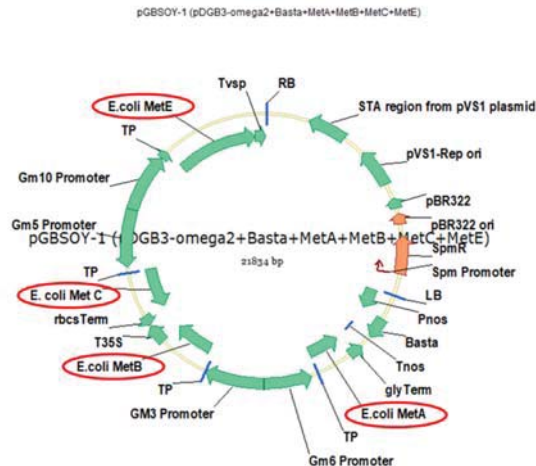 pGBSOY-1 (pDGB3-omega2+Basta+MetA+MetB+MetC+MetE)
Tvsp
RB
E.coli MetE
STA region from pVS1 plasmid
TP
pVS1-Rep ori
Gm10 Promoter
pBR322
pBR322 ori
Gm5 Promoter
pGBSOY-1 (pDGB3-omega2+Basta+MetA+MetB+MetC+MetE)
SpmR
21834 bp
Spm Promoter
TP
LB
E. coli Met C
Pnos
rbcsTerm
Basta
T35S
Tnos
E.coli MetB
glyTerm
TP
E.coli MetA
GM3 Promoter
TP
Gm6 Promoter